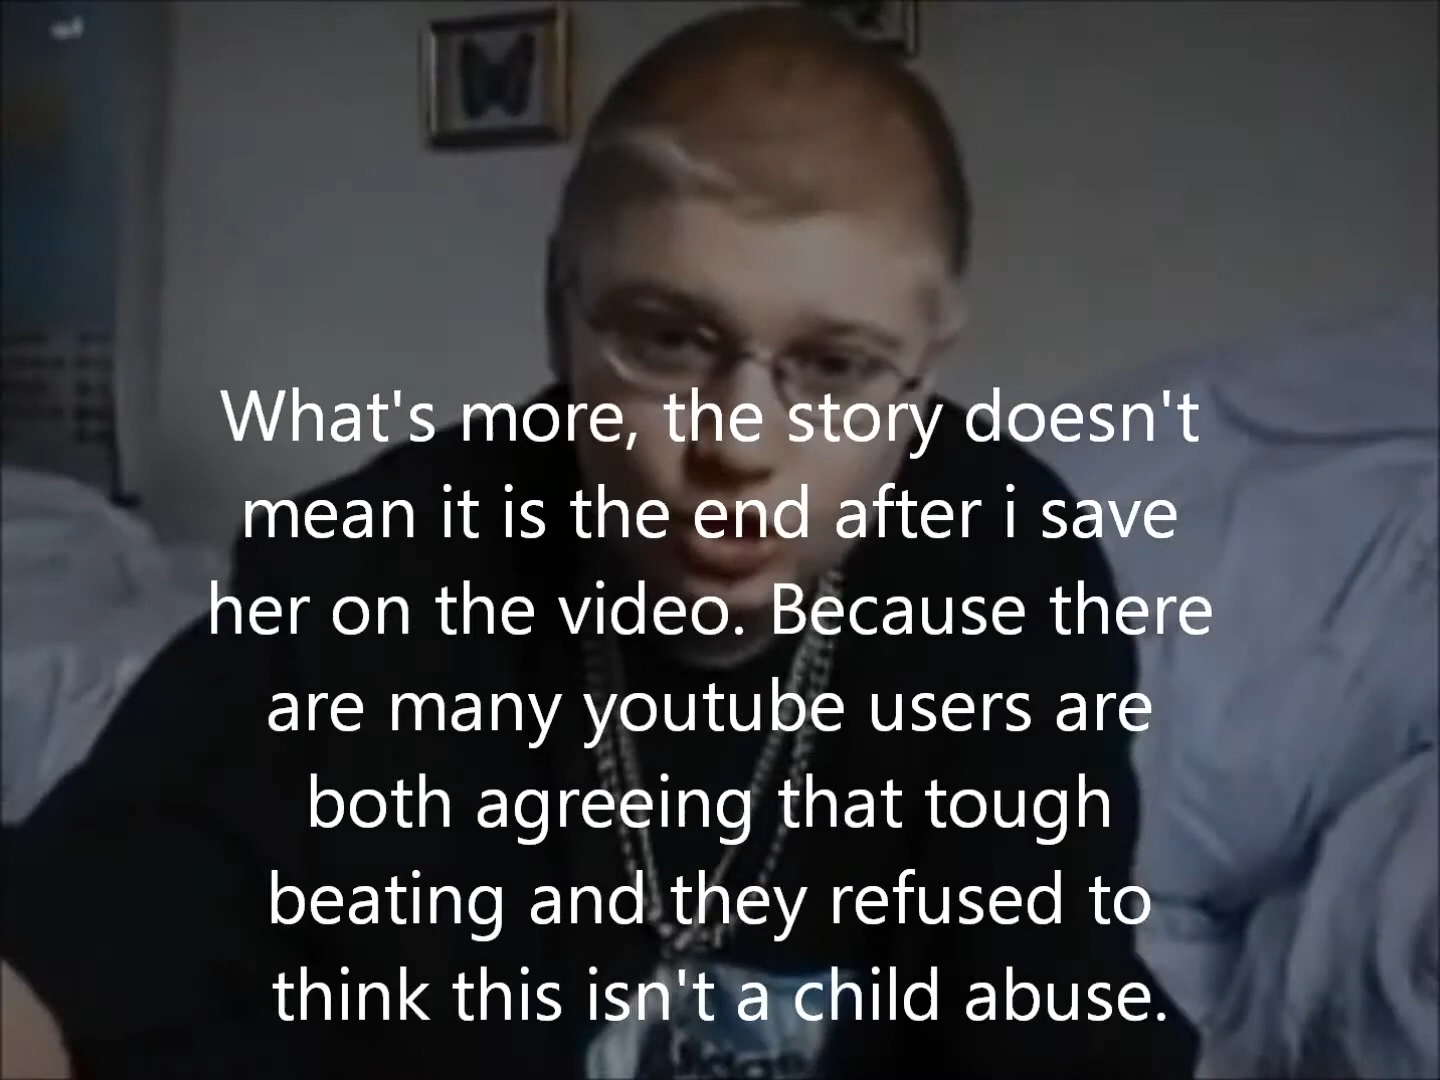 What's more, the story doesn't
mean it is the end after i save
her on the video. Because there
are many youtube users are
both agreeing that tough
beating and they refused to
think this isn't a child abuse.